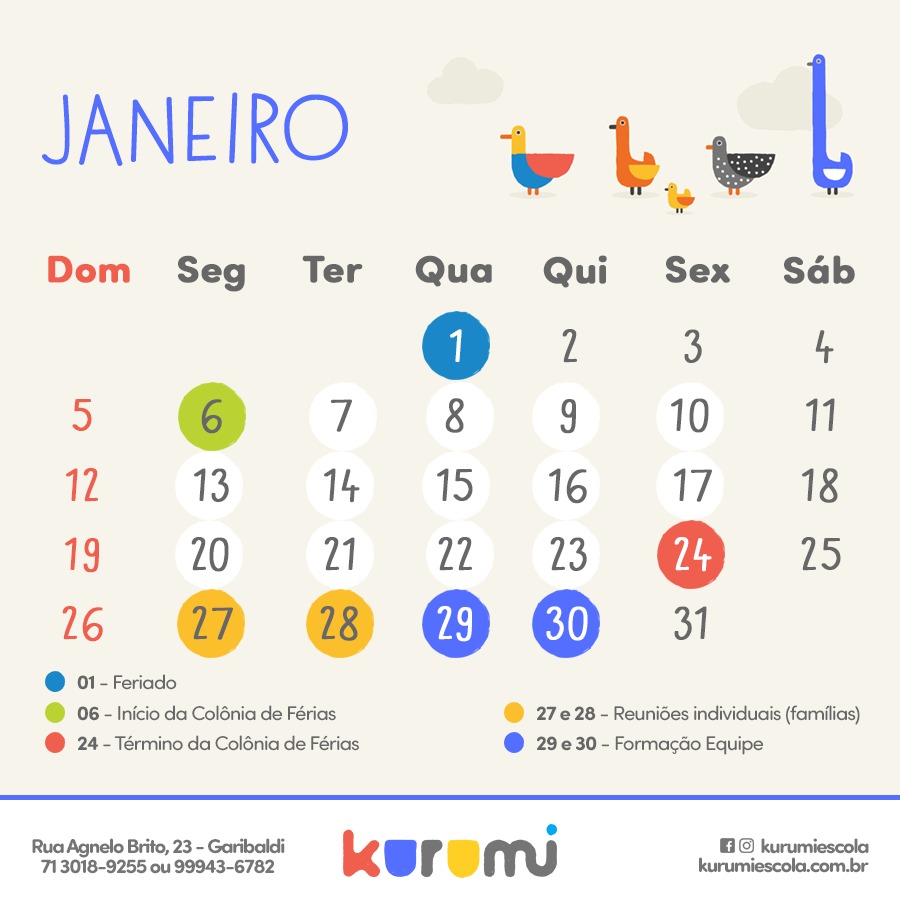 JANEIRO
Dom Seg Ter Qua Qui Sex Sáb
1 2 3 4
5 6 7 8 9 10 11
12 13 14 15 16 17 18
19 20 21 22 23 24 25
26 27 28 29 30 31
01 - Feriado
06 - Início da Colônia de Férias
24 - Término da Colônia de Férias
27 e 28 - Reuniões individuais (famílias)
29 e 30 - Formação Equipe
Rua Agnelo Brito, 23 - Garibaldi
71 3018-9255 ou 99943-6782
kurumi
kurumiescola
kurumiescola.com.br